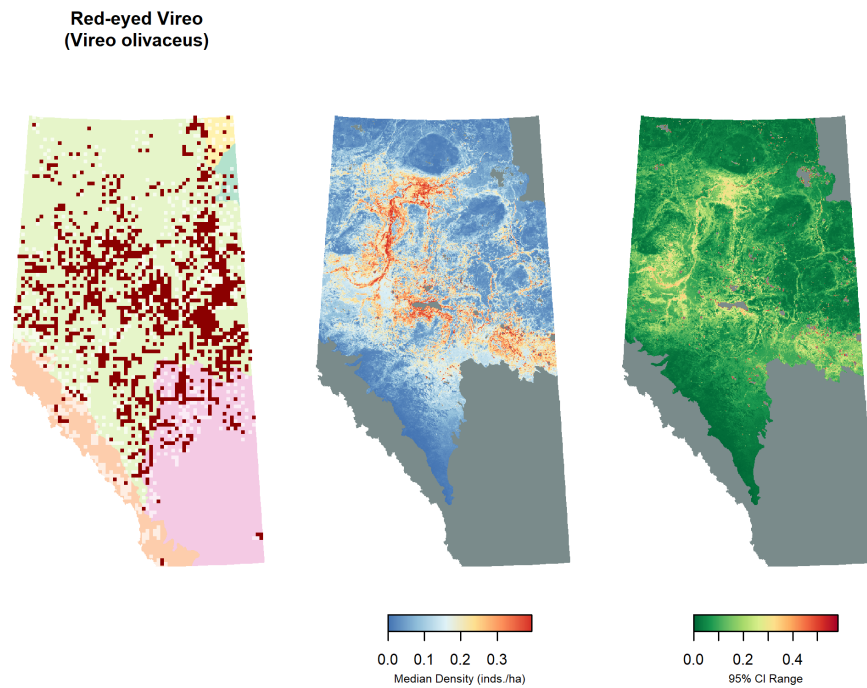 Red-eyed Vireo
(Vireo olivaceus)
0.0 0.1 0.2 0.3
Median Density (inds./ha)
0.0 0.2 0.4
95% CI Range